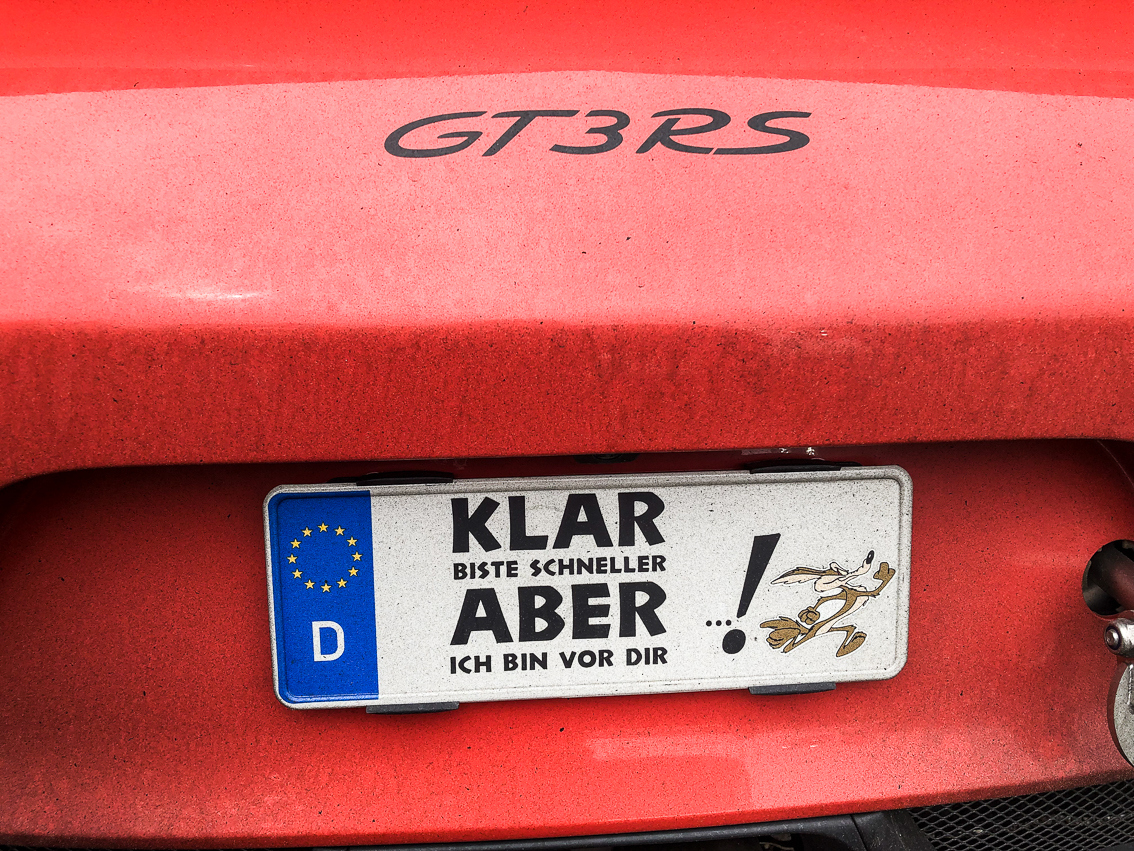 GT3RS
KLAR
BISTE SCHNELLER
ABER
ICH BIN VOR DIR
...!
D